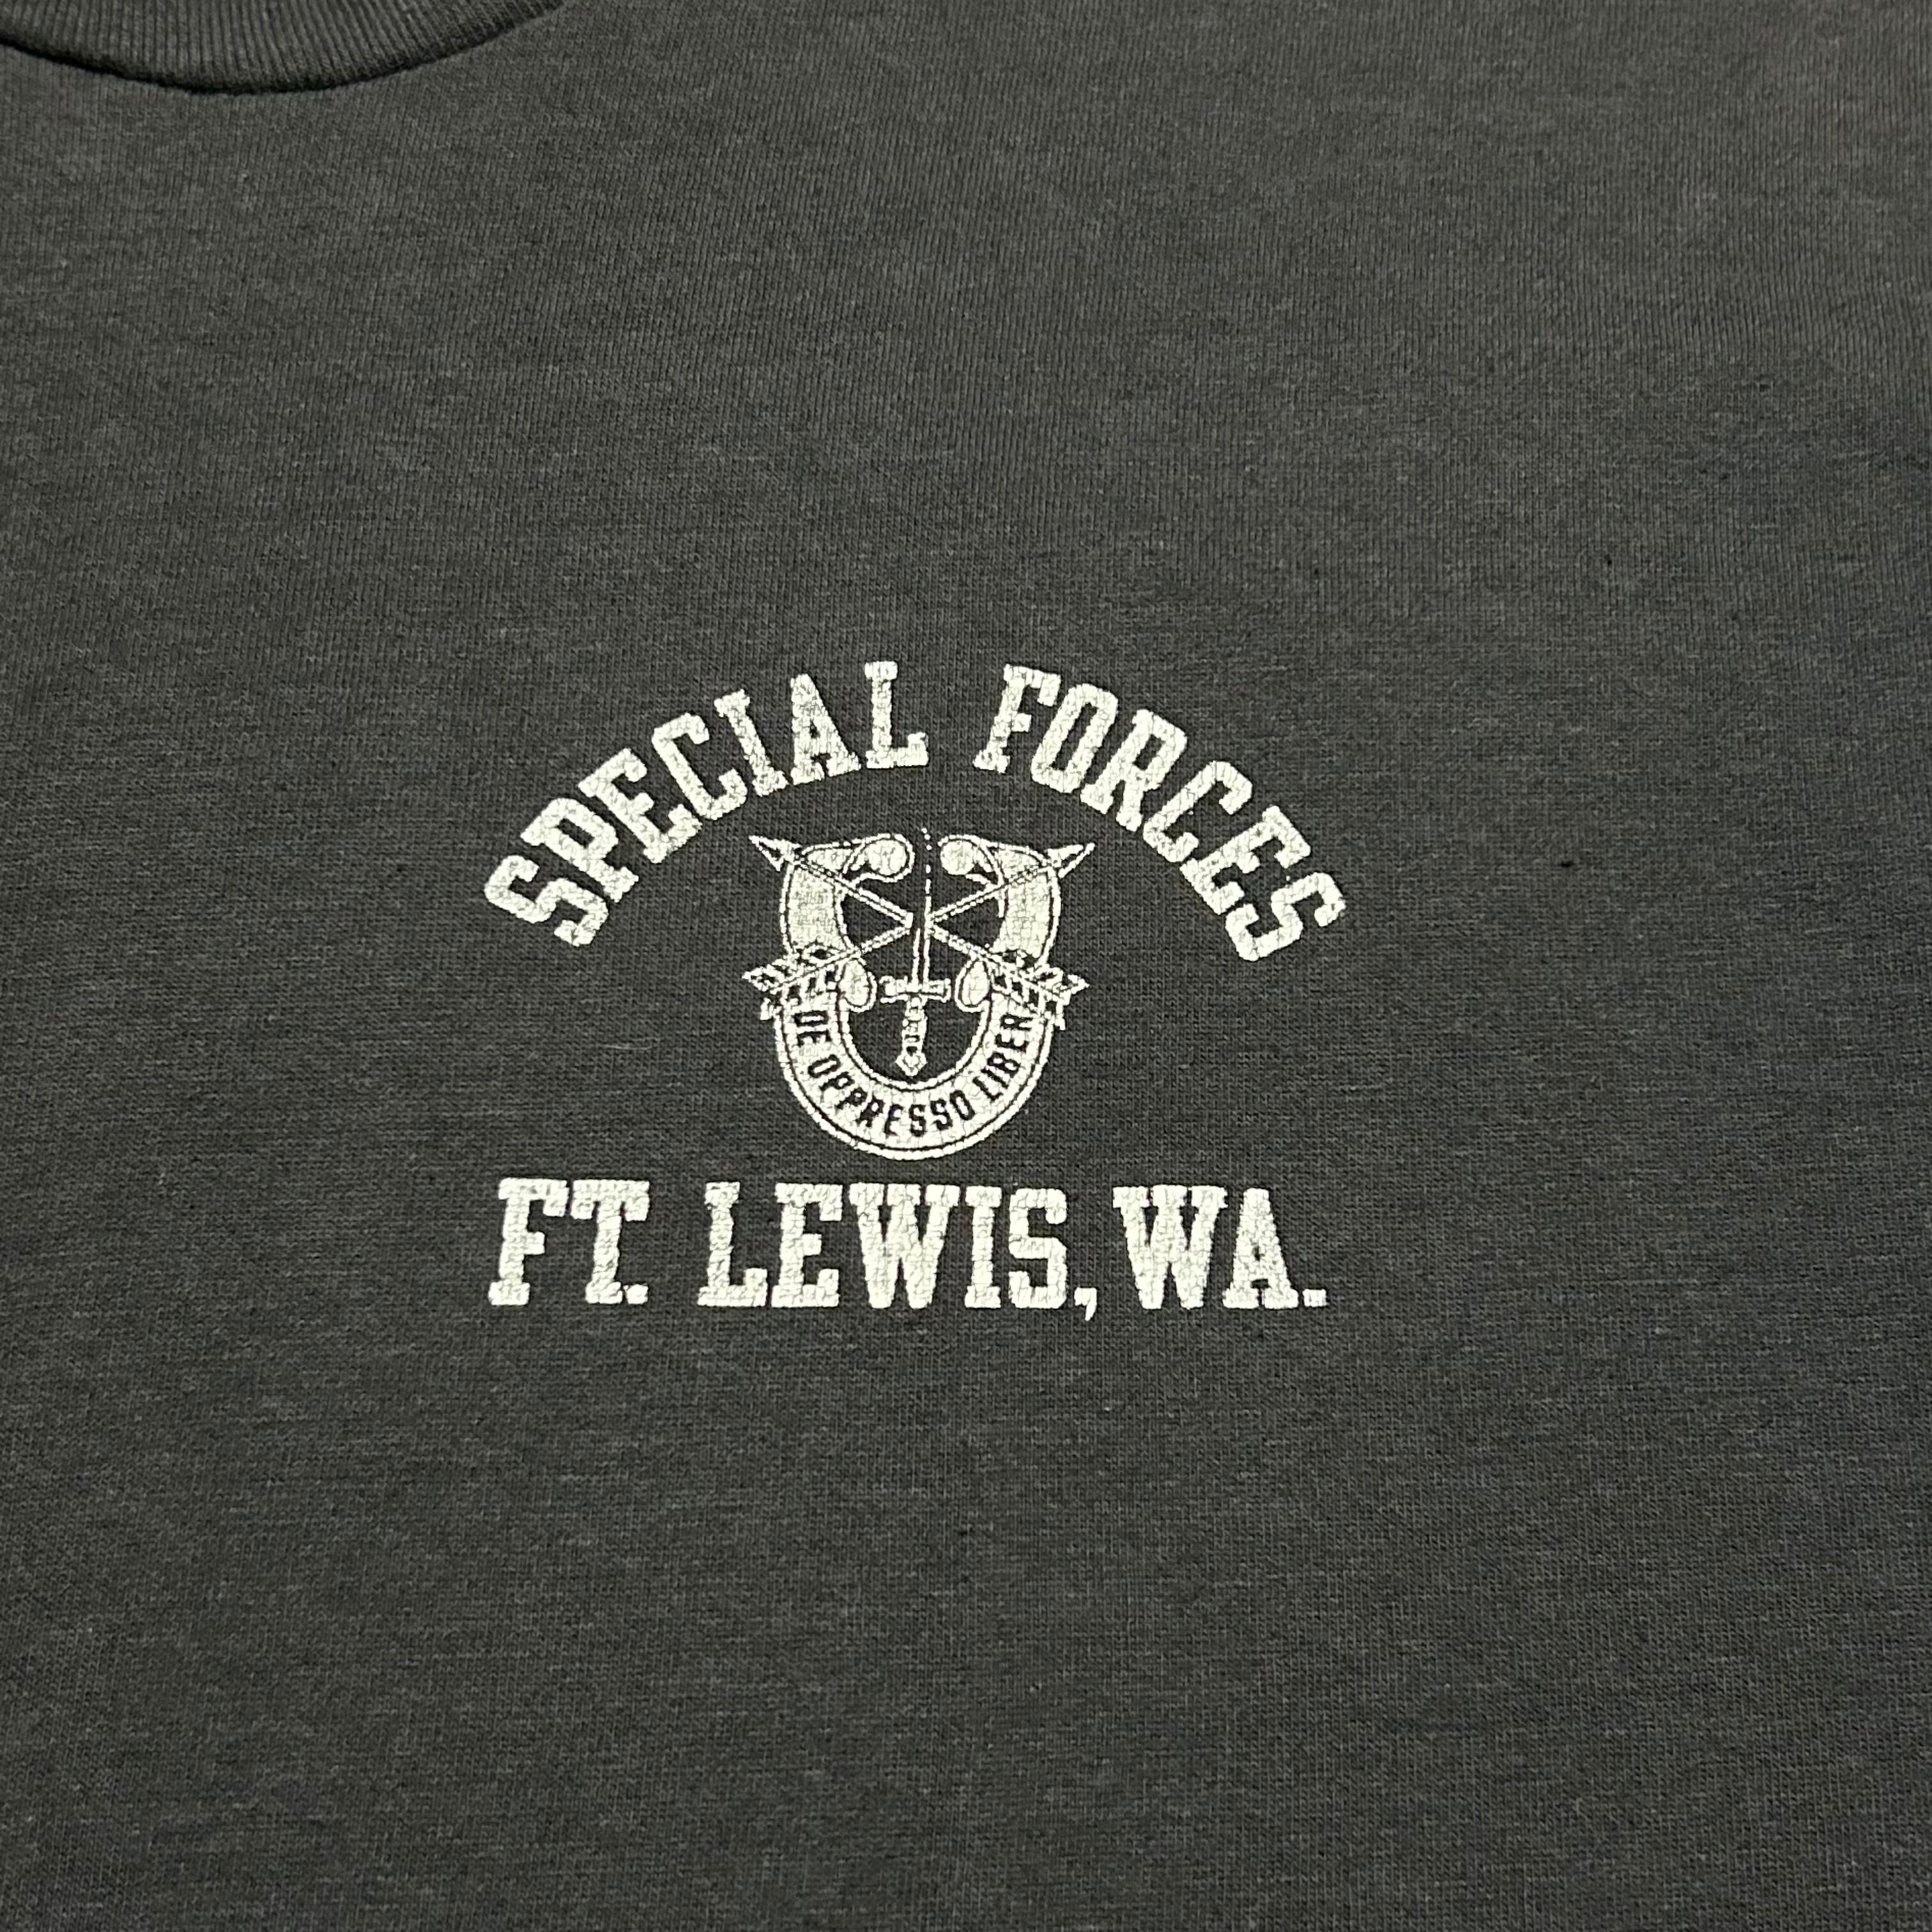 SPECIAL FORCES
DE OPPRESSO LIBER
FT. LEWIS, WA.